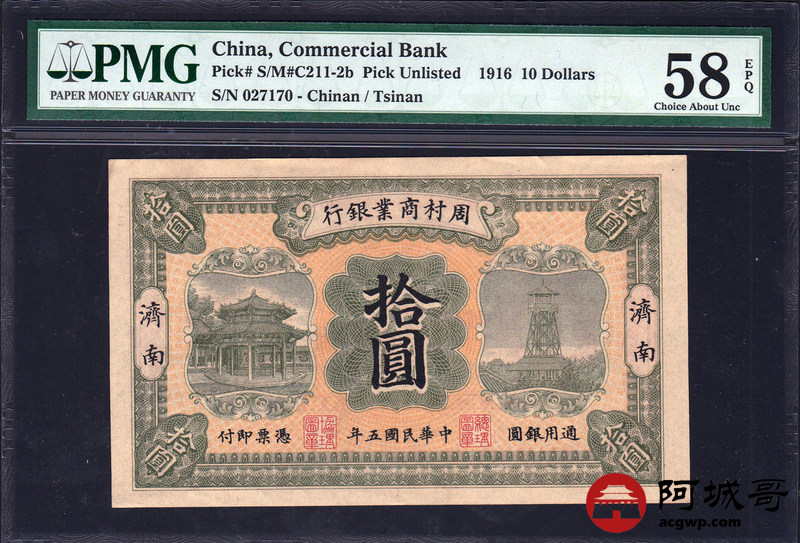 PMG
PAPER MONEY GUARANTY
China, Commercial Bank
Pick# S/M#C211-2b Pick Unlisted 1916 10 Dollars
S/N 027170 - Chinan / Tsinan
58
EPQ
Choice About Unc
行銀業商村周
拾圓
拾圓
濟南
拾圓
濟南
付即票憑
年五國民華中
圓銀用通
拾圓
拾圓
阿城哥
acgwp.com